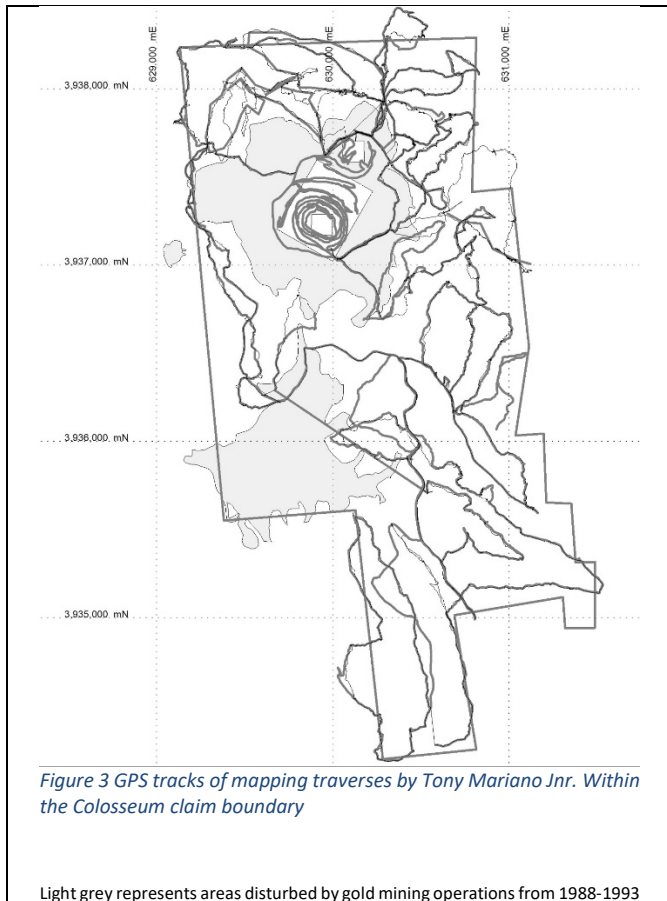 629,000 mE
630,000 mE
631,000 mE
3,938,000 mN
3,937,000 mN
3,936,000 mN
3,935,000 mN
Figure 3 GPS tracks of mapping traverses by Tony Mariano Jnr. Within
the Colosseum claim boundary
Light grey represents areas disturbed by gold mining operations from 1988-1993